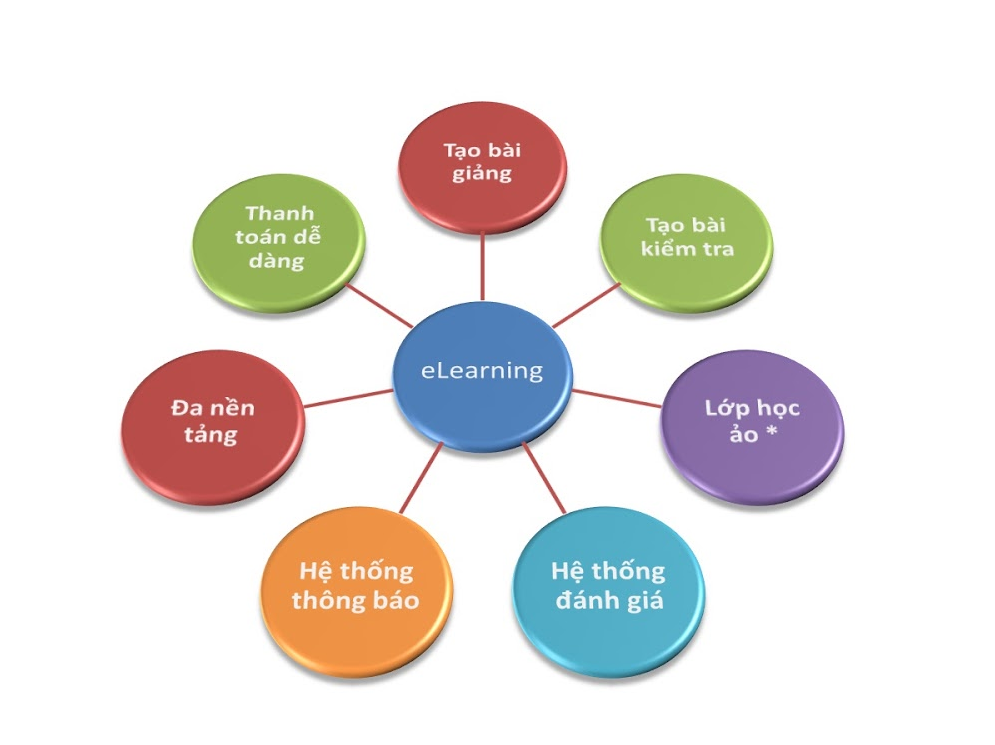 Tạo bài
giảng
Tạo bài
kiểm tra
Lớp học
ảo *
Hệ thống
đánh giá
Hệ thống
thông báo
Đa nền
tảng
Thanh
toán dễ
dàng
eLearning